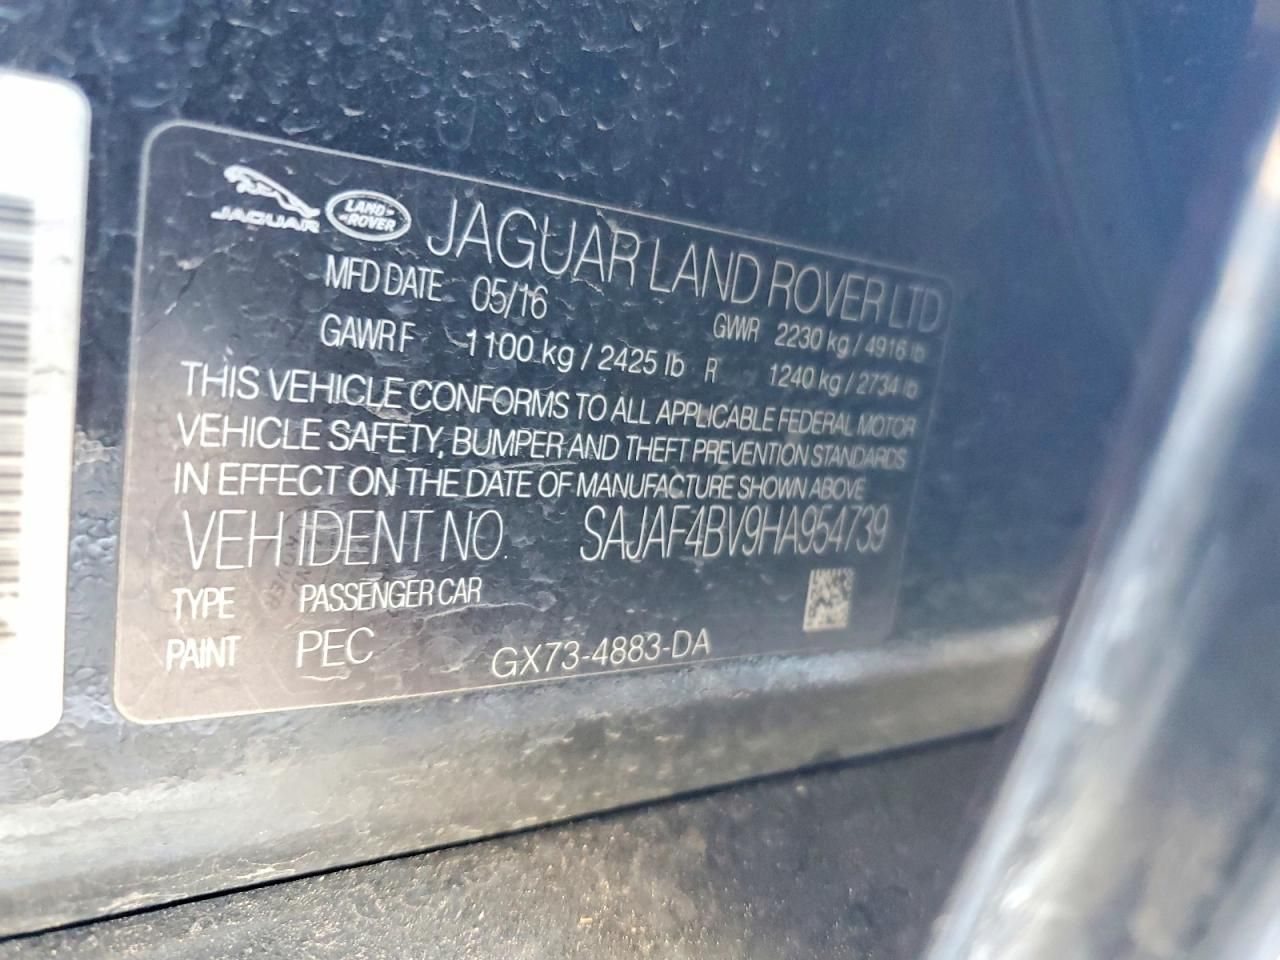 JAGUAR LAND ROVER JAGUAR LAND ROVER LTD
MFD DATE 05/16 GVWR 2230 kg / 4916 lb
GAWR F 1100 kg / 2425 lb R 1240 kg / 2734 lb
THIS VEHICLE CONFORMS TO ALL APPLICABLE FEDERAL MOTOR
VEHICLE SAFETY, BUMPER AND THEFT PREVENTION STANDARDS
IN EFFECT ON THE DATE OF MANUFACTURE SHOWN ABOVE
VEH IDENT NO. SAJAF4BV9HA954739
TYPE PASSENGER CAR
PAINT PEC GX73-4883-DA